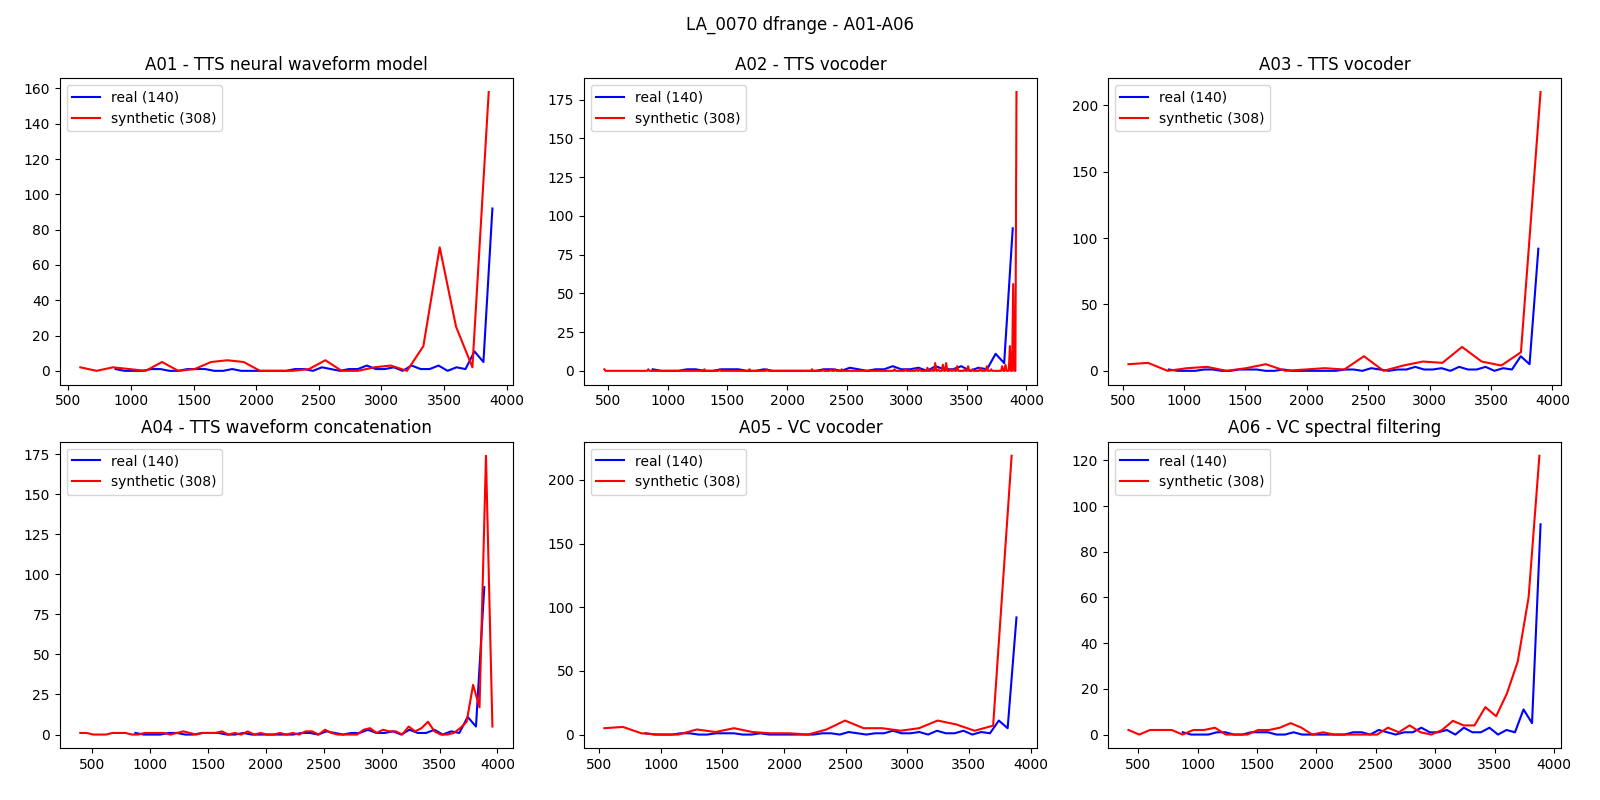 LA_0070 dfrange - A01-A06
A01 - TTS neural waveform model
160
140
120
100
80
60
40
20
0
real (140)
synthetic (308)
500 1000 1500 2000 2500 3000 3500 4000
A02 - TTS vocoder
175
150
125
100
75
50
25
0
real (140)
synthetic (308)
500 1000 1500 2000 2500 3000 3500 4000
A03 - TTS vocoder
200
150
100
50
0
real (140)
synthetic (308)
500 1000 1500 2000 2500 3000 3500 4000
A04 - TTS waveform concatenation
175
150
125
100
75
50
25
0
real (140)
synthetic (308)
500 1000 1500 2000 2500 3000 3500 4000
A05 - VC vocoder
200
150
100
50
0
real (140)
synthetic (308)
500 1000 1500 2000 2500 3000 3500 4000
A06 - VC spectral filtering
120
100
80
60
40
20
0
real (140)
synthetic (308)
500 1000 1500 2000 2500 3000 3500 4000